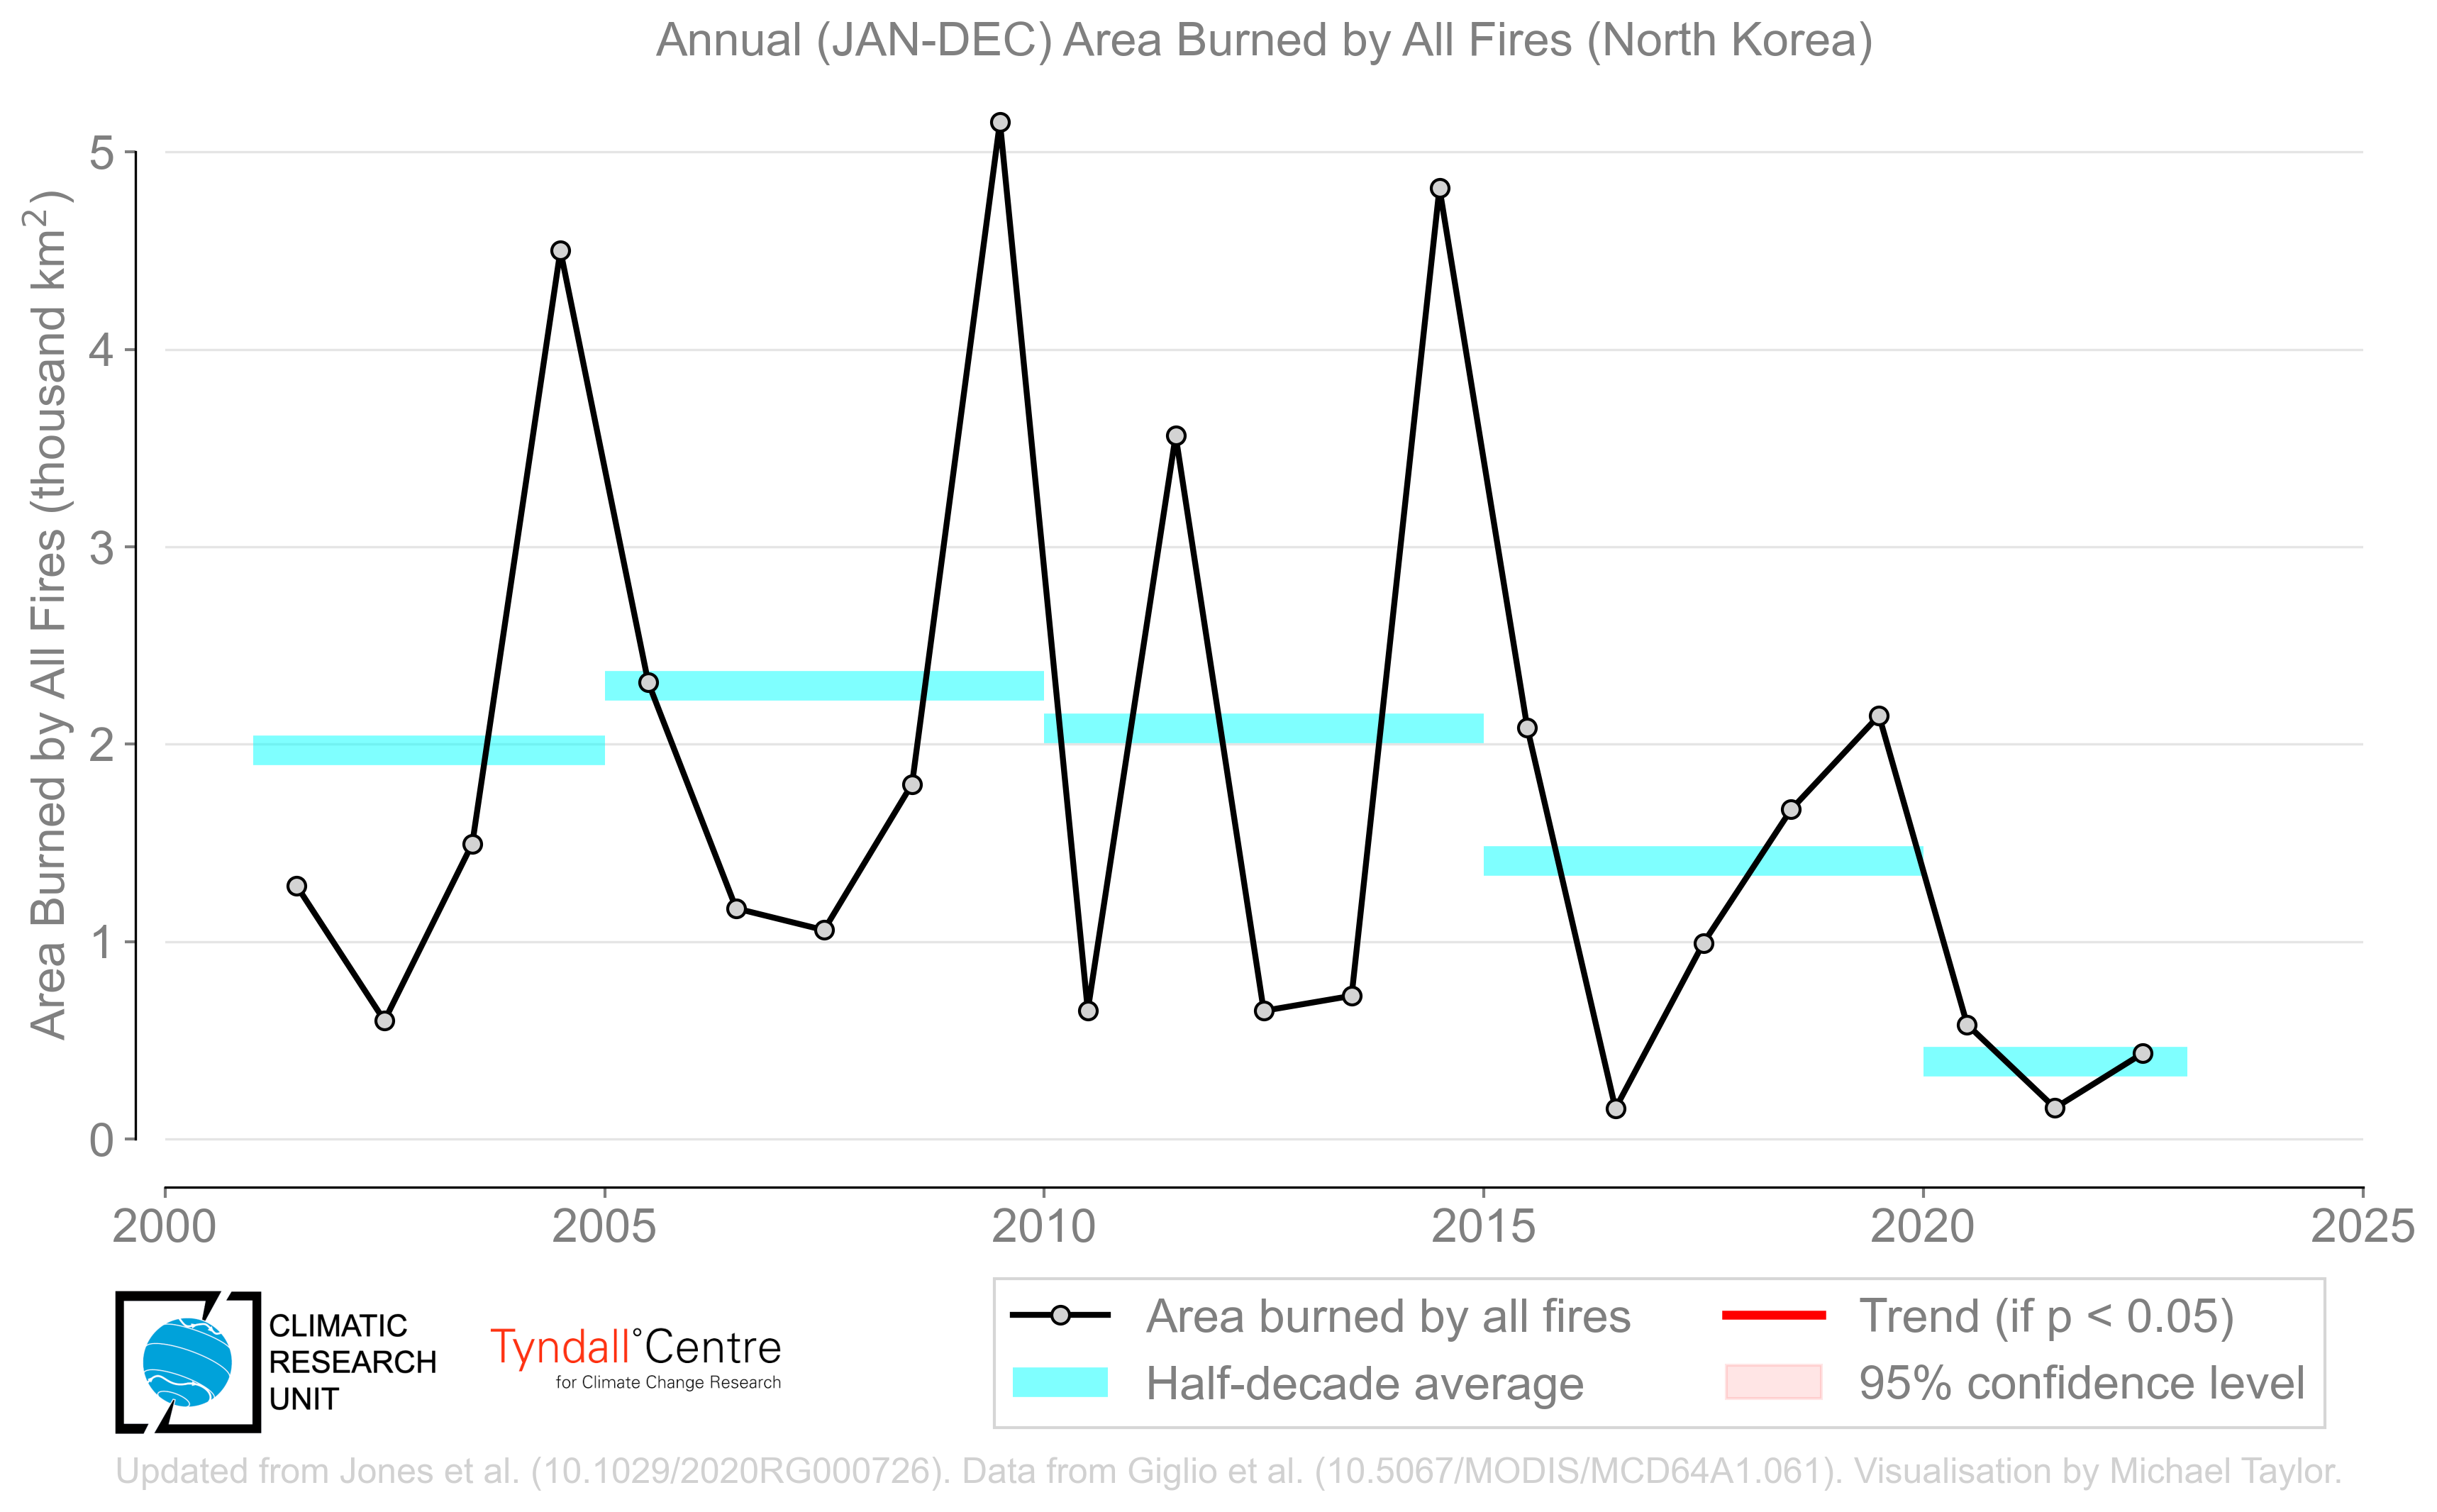 Annual (JAN-DEC) Area Burned by All Fires (North Korea)
Area Burned by All Fires (thousand km²)
5
4
3
2
1
0
2000 2005 2010 2015 2020 2025
CLIMATIC
RESEARCH
UNIT
Tyndall°Centre
for Climate Change Research
Area burned by all fires
Half-decade average
Trend (if p < 0.05)
95% confidence level
Updated from Jones et al. (10.1029/2020RG000726). Data from Giglio et al. (10.5067/MODIS/MCD64A1.061). Visualisation by Michael Taylor.